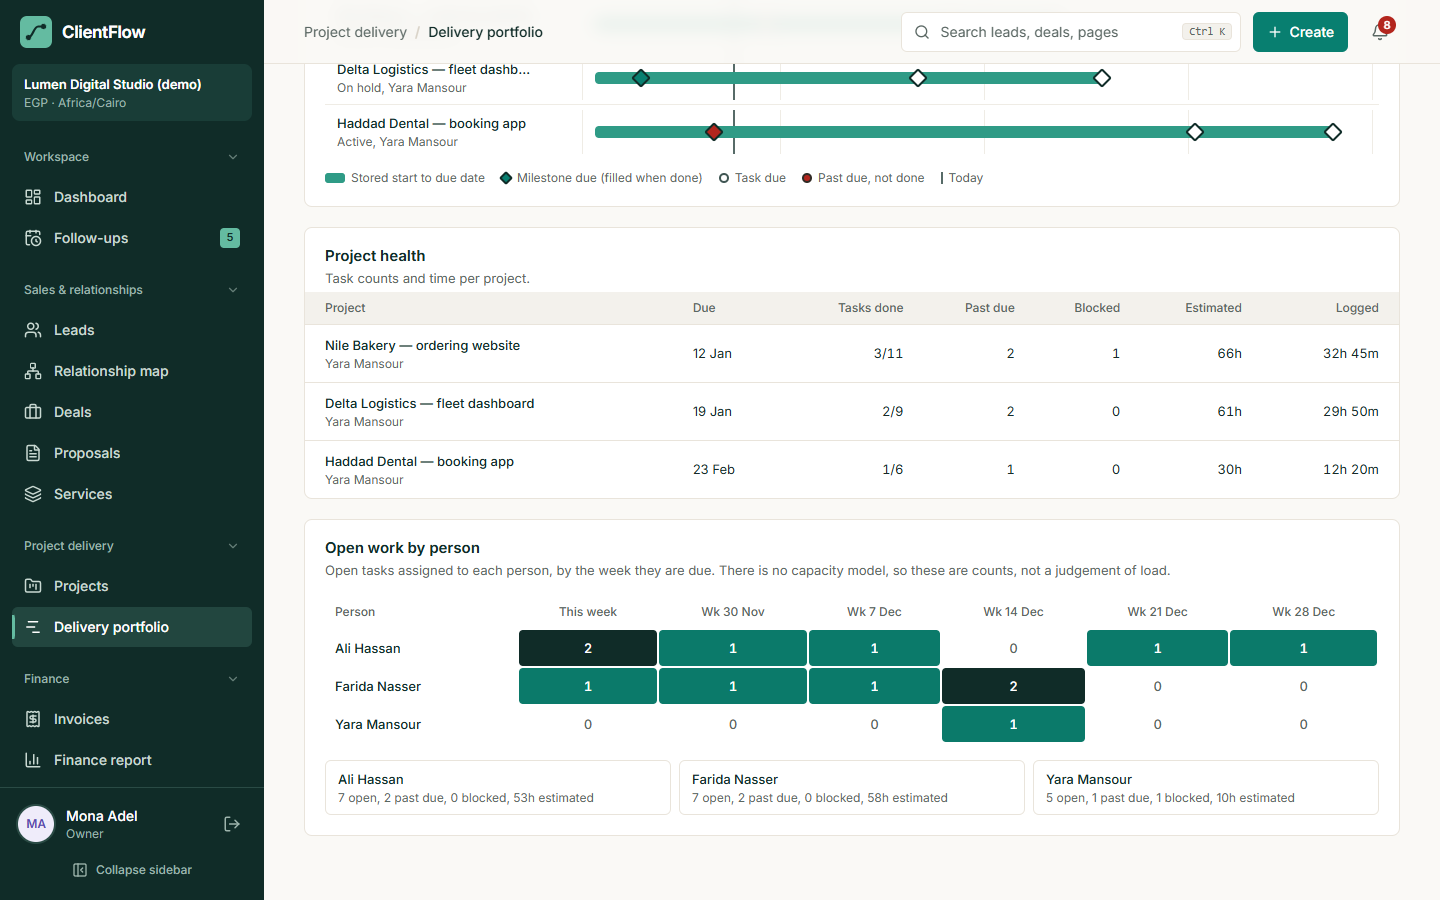 ClientFlow
Lumen Digital Studio (demo)
EGP · Africa/Cairo
Workspace
Dashboard
Follow-ups 5
Sales & relationships
Leads
Relationship map
Deals
Proposals
Services
Project delivery
Projects
Delivery portfolio
Finance
Invoices
Finance report
MA Mona Adel
Owner
Collapse sidebar
Project delivery / Delivery portfolio
Search leads, deals, pages Ctrl K
Create
8
Delta Logistics — fleet dashb...
On hold, Yara Mansour
Haddad Dental — booking app
Active, Yara Mansour
Stored start to due date Milestone due (filled when done) Task due Past due, not done Today
Project health
Task counts and time per project.
Project Due Tasks done Past due Blocked Estimated Logged
Nile Bakery — ordering website
Yara Mansour
12 Jan 3/11 2 1 66h 32h 45m
Delta Logistics — fleet dashboard
Yara Mansour
19 Jan 2/9 2 0 61h 29h 50m
Haddad Dental — booking app
Yara Mansour
23 Feb 1/6 1 0 30h 12h 20m
Open work by person
Open tasks assigned to each person, by the week they are due. There is no capacity model, so these are counts, not a judgement of load.
Person This week Wk 30 Nov Wk 7 Dec Wk 14 Dec Wk 21 Dec Wk 28 Dec
Ali Hassan 2 1 1 0 1 1
Farida Nasser 1 1 1 2 0 0
Yara Mansour 0 0 0 1 0 0
Ali Hassan
7 open, 2 past due, 0 blocked, 53h estimated
Farida Nasser
7 open, 2 past due, 0 blocked, 58h estimated
Yara Mansour
5 open, 1 past due, 1 blocked, 10h estimated